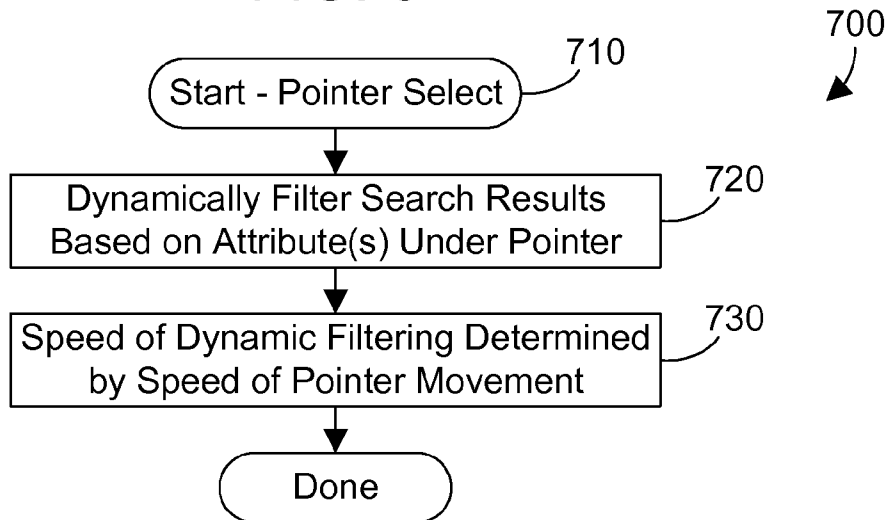 700
Start - Pointer Select
710
Dynamically Filter Search Results
Based on Attribute(s) Under Pointer
720
Speed of Dynamic Filtering Determined
by Speed of Pointer Movement
730
Done